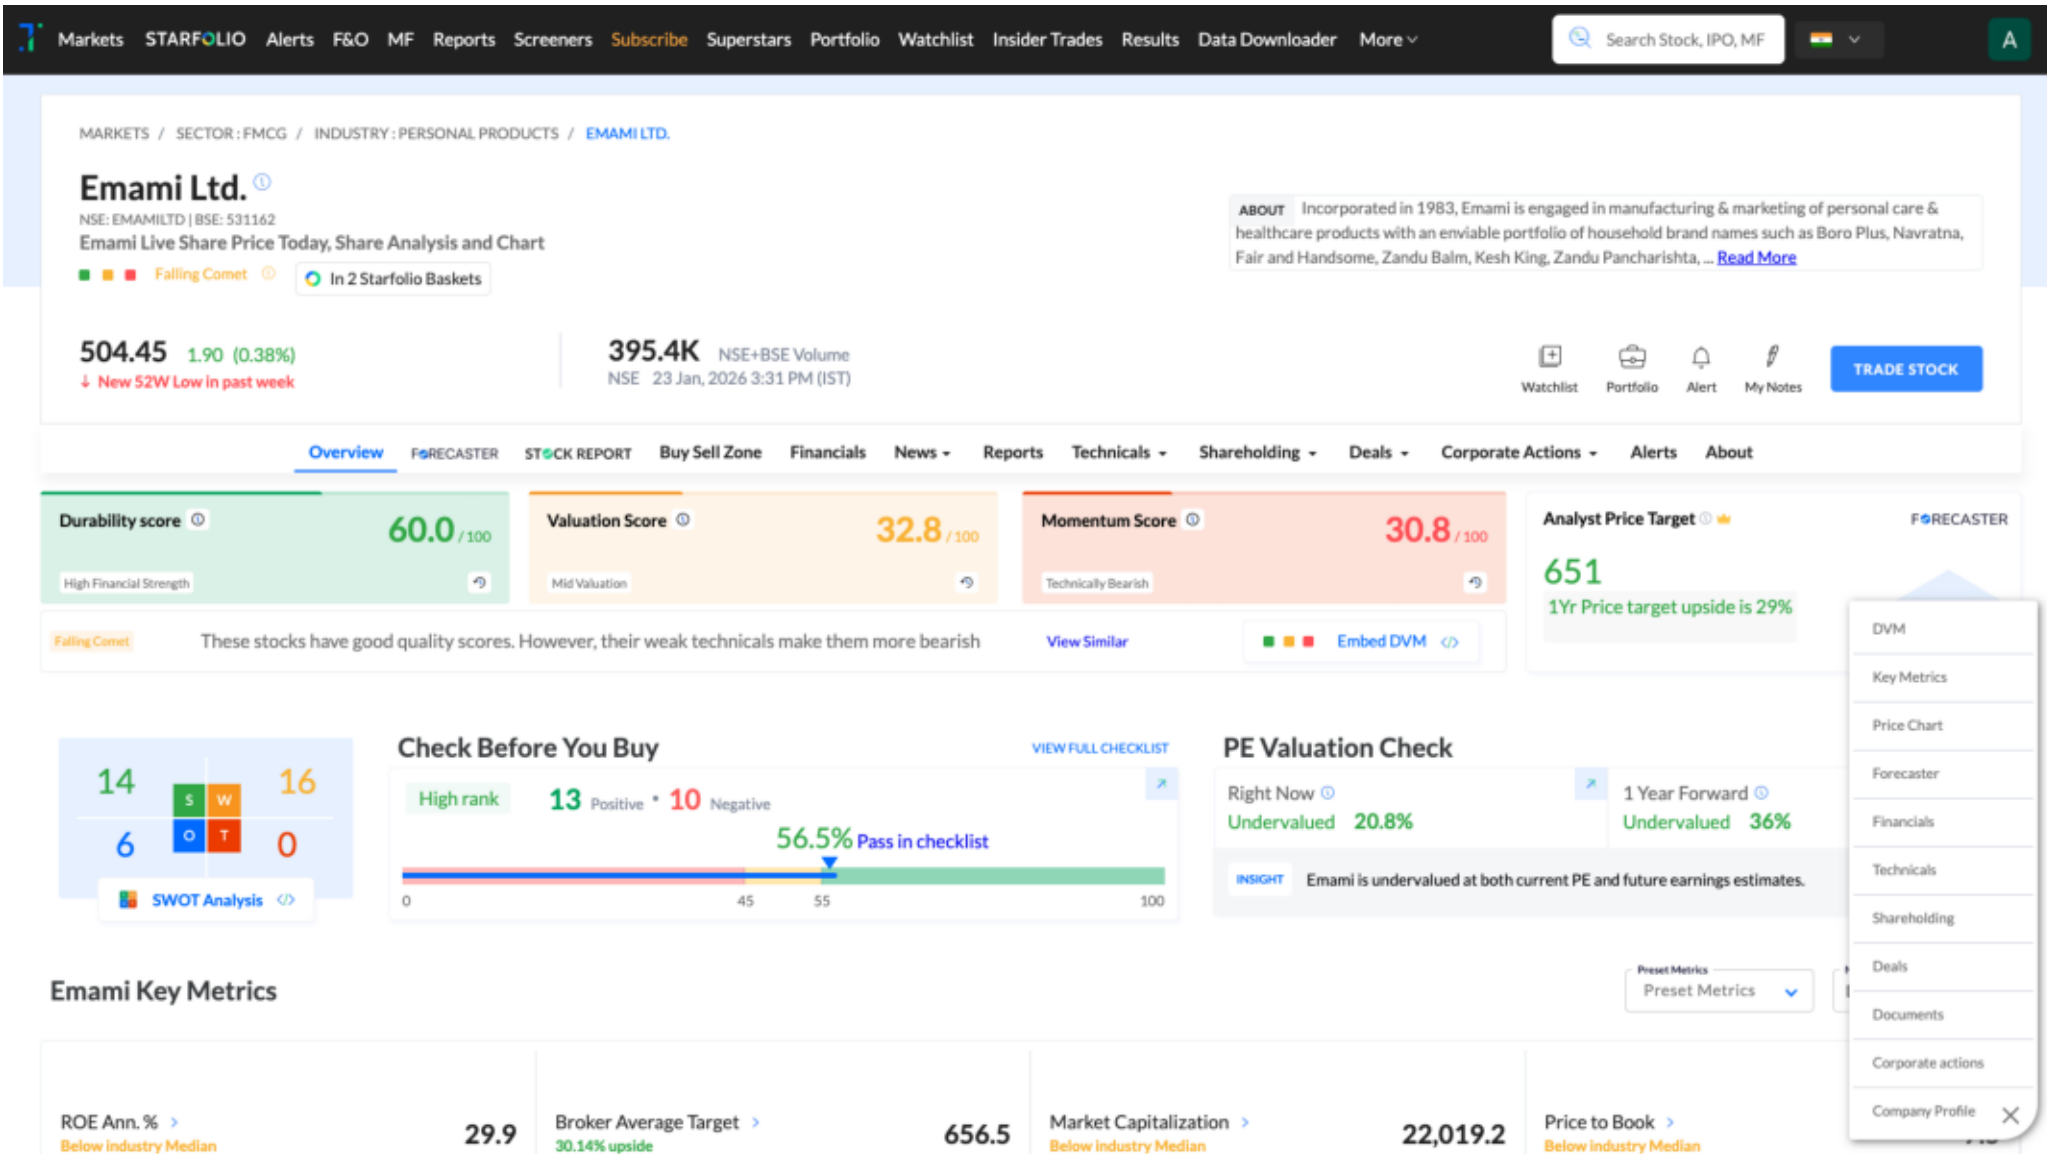 Markets STARFOLIO Alerts F&O MF Reports Screeners Subscribe Superstars Portfolio Watchlist Insider Trades Results Data Downloader More Search Stock, IPO, MF A
MARKETS / SECTOR : FMCG / INDUSTRY : PERSONAL PRODUCTS / EMAMI LTD.
Emami Ltd.
NSE: EMAMILTD | BSE: 531162
Emami Live Share Price Today, Share Analysis and Chart
Falling Comet In 2 Starfolio Baskets
ABOUT Incorporated in 1983, Emami is engaged in manufacturing & marketing of personal care &
healthcare products with an enviable portfolio of household brand names such as Boro Plus, Navratna,
Fair and Handsome, Zandu Balm, Kesh King, Zandu Pancharishta, ... Read More
504.45 1.90 (0.38%)
↓ New 52W Low in past week
395.4K NSE+BSE Volume
NSE 23 Jan, 2026 3:31 PM (IST)
Watchlist Portfolio Alert My Notes TRADE STOCK
Overview FORECASTER STOCK REPORT Buy Sell Zone Financials News Reports Technicals Shareholding Deals Corporate Actions Alerts About
Durability score 60.0 / 100
High Financial Strength
Valuation Score 32.8 / 100
Mid Valuation
Momentum Score 30.8 / 100
Technically Bearish
Analyst Price Target FORECASTER
651
1Yr Price target upside is 29%
Falling Comet These stocks have good quality scores. However, their weak technicals make them more bearish View Similar Embed DVM </>
14 16
S W
O T
6 0
SWOT Analysis </>
Check Before You Buy VIEW FULL CHECKLIST
High rank 13 Positive • 10 Negative
56.5% Pass in checklist
0 45 55 100
PE Valuation Check
Right Now
Undervalued 20.8%
1 Year Forward
Undervalued 36%
INSIGHT Emami is undervalued at both current PE and future earnings estimates.
Emami Key Metrics
Preset Metrics
Preset Metrics
ROE Ann. % 29.9
Below industry Median
Broker Average Target 656.5
30.14% upside
Market Capitalization 22,019.2
Below industry Median
Price to Book
Below industry Median
DVM
Key Metrics
Price Chart
Forecaster
Financials
Technicals
Shareholding
Deals
Documents
Corporate actions
Company Profile